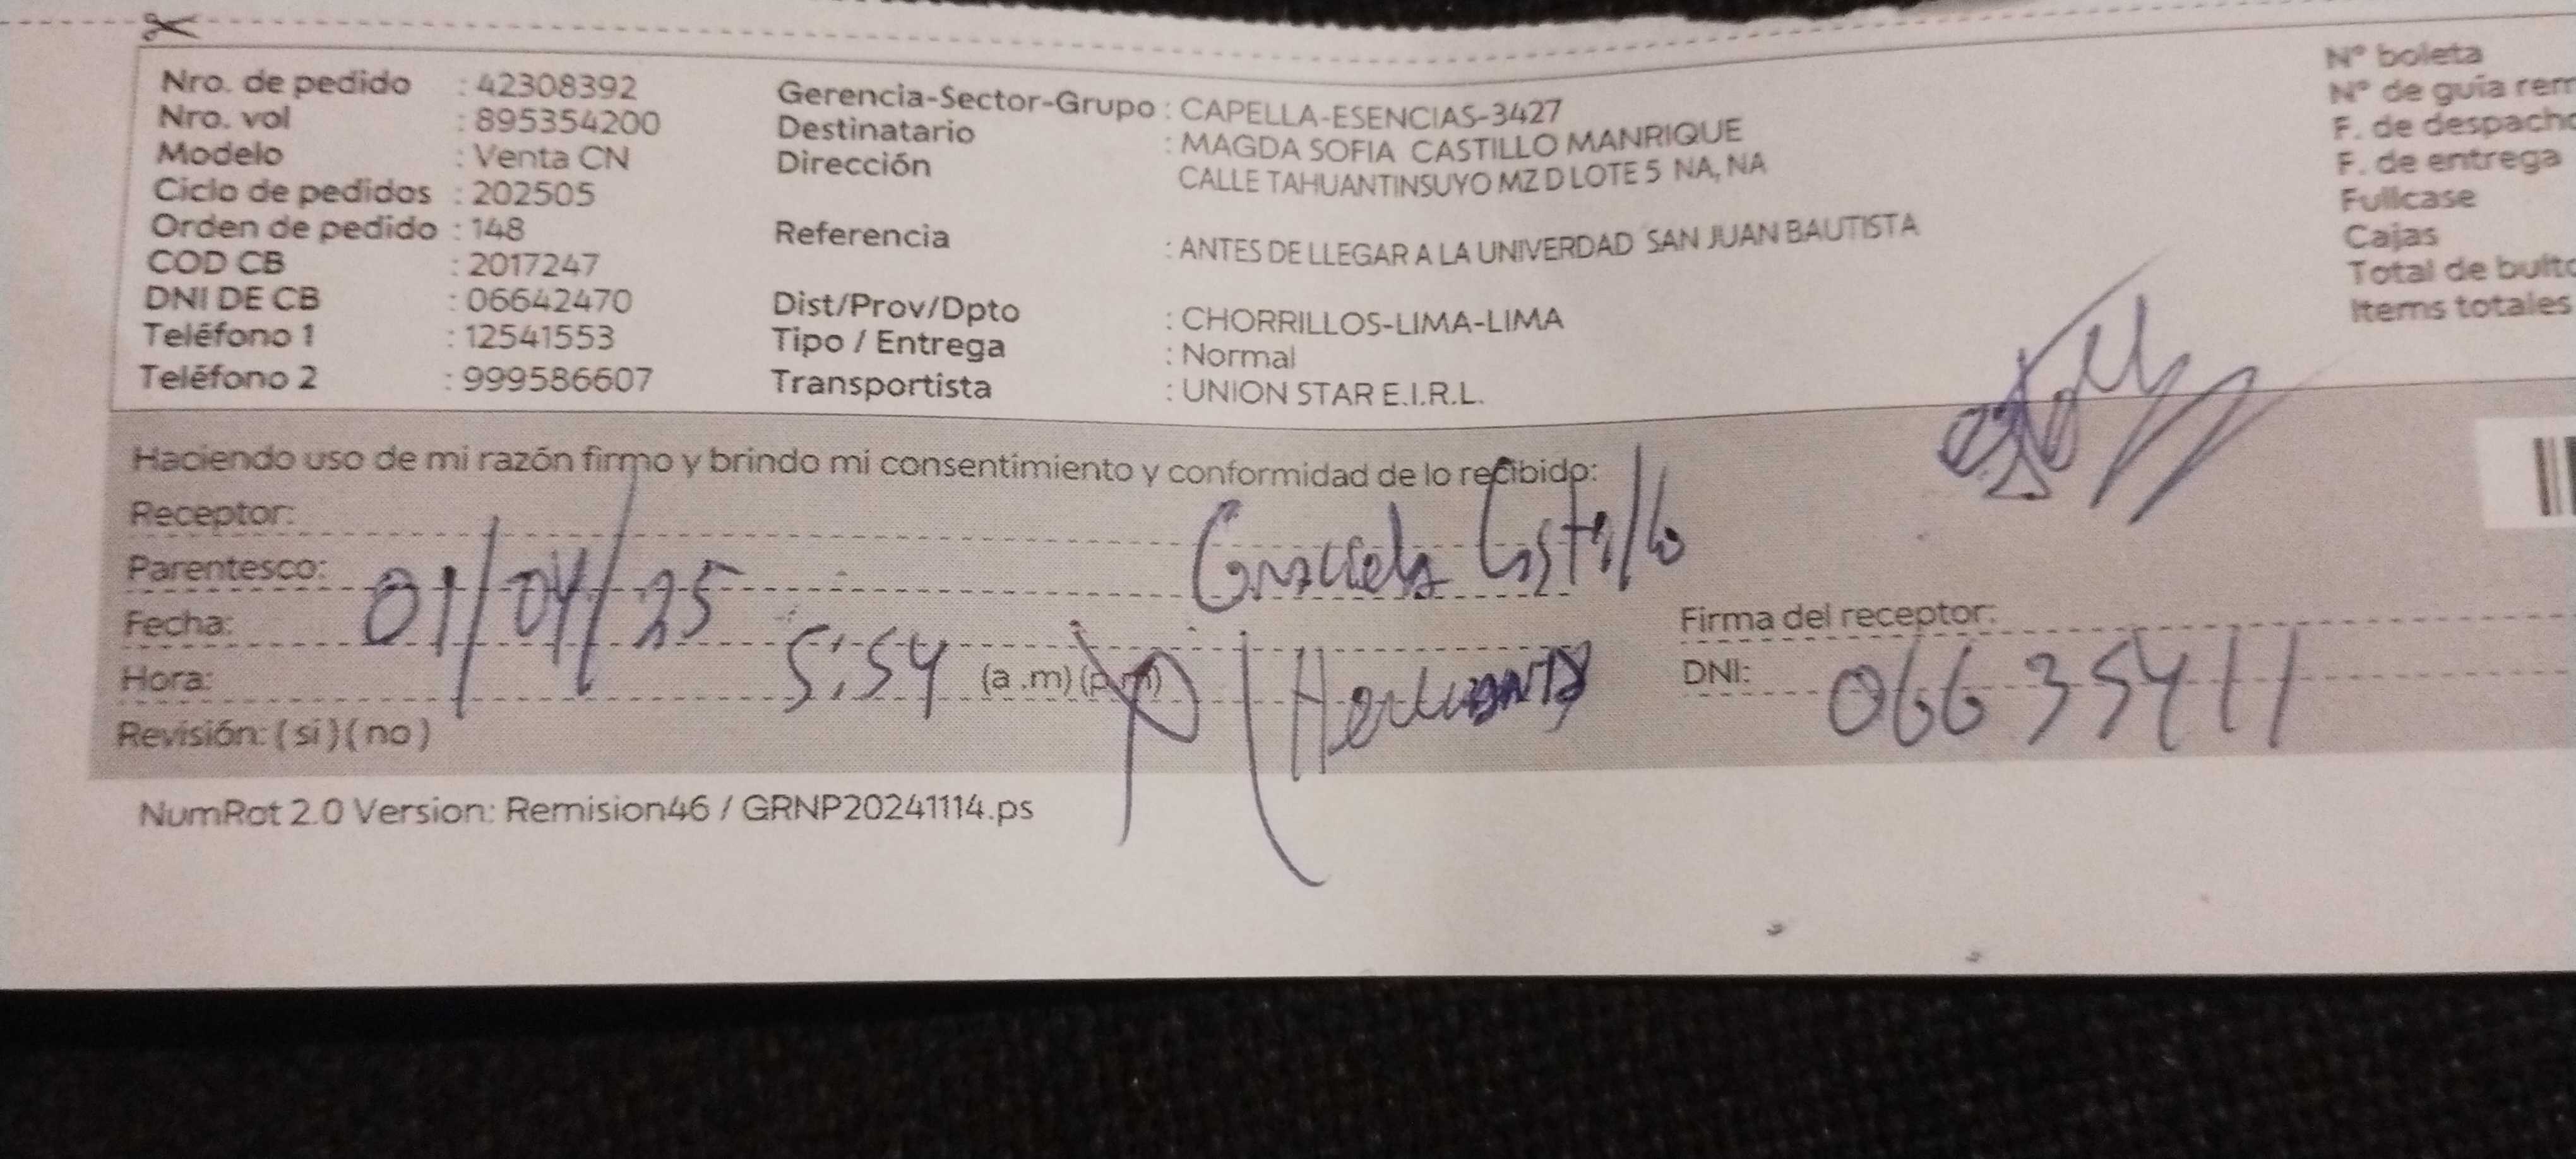 Nro. de pedido : 42308392
Nro. vol : 895354200
Modelo : Venta CN
Ciclo de pedidos : 202505
Orden de pedido : 148
COD CB : 2017247
DNI DE CB : 06642470
Teléfono 1 : 12541553
Teléfono 2 : 999586607
Gerencia-Sector-Grupo : CAPELLA-ESENCIAS-3427
Destinatario : MAGDA SOFIA CASTILLO MANRIQUE
Dirección CALLE TAHUANTINSUYO MZ D LOTE 5 NA, NA
Referencia : ANTES DE LLEGAR A LA UNIVERDAD SAN JUAN BAUTISTA
Dist/Prov/Dpto : CHORRILLOS-LIMA-LIMA
Tipo / Entrega : Normal
Transportista : UNION STAR E.I.R.L.
N° boleta
N° de guía rem
F. de despacho
F. de entrega
Fullcase
Cajas
Total de bulto
Items totales
Haciendo uso de mi razón firmo y brindo mi consentimiento y conformidad de lo recibido:
Receptor: Graciela Castillo
Parentesco:
Fecha: 01/04/25
Firma del receptor:
Hora: 5:54 (a .m) (p.m) Hermana
DNI: 06635411
Revisión: ( si ) ( no )
NumRot 2.0 Version: Remision46 / GRNP20241114.ps